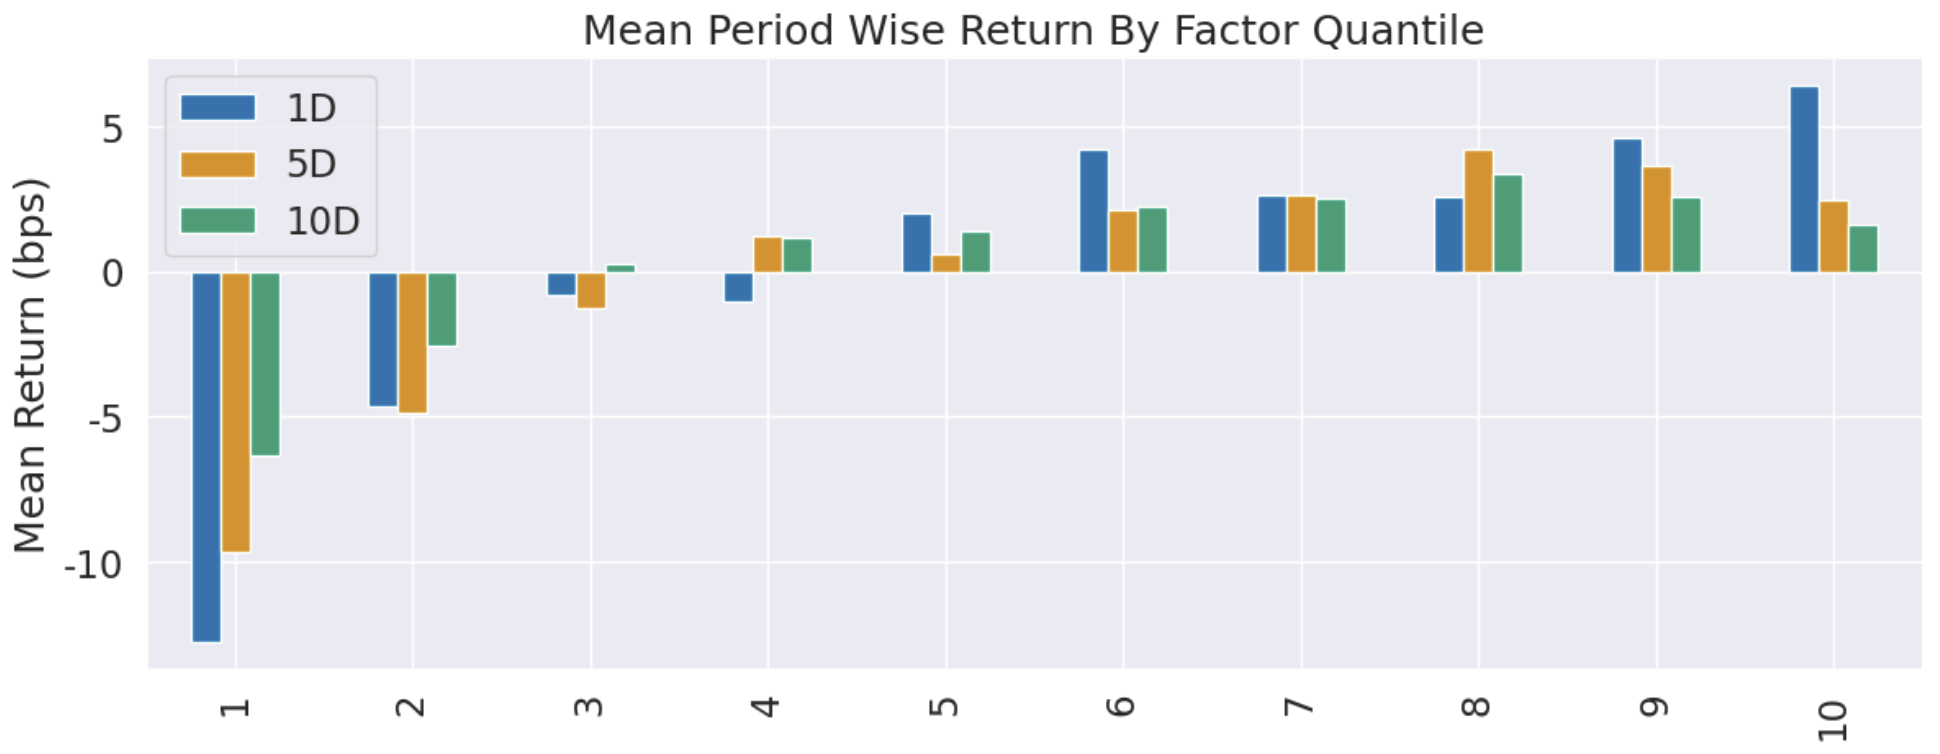 Mean Period Wise Return By Factor Quantile
1D
5D
10D
Mean Return (bps)
5
0
-5
-10
1 2 3 4 5 6 7 8 9 10